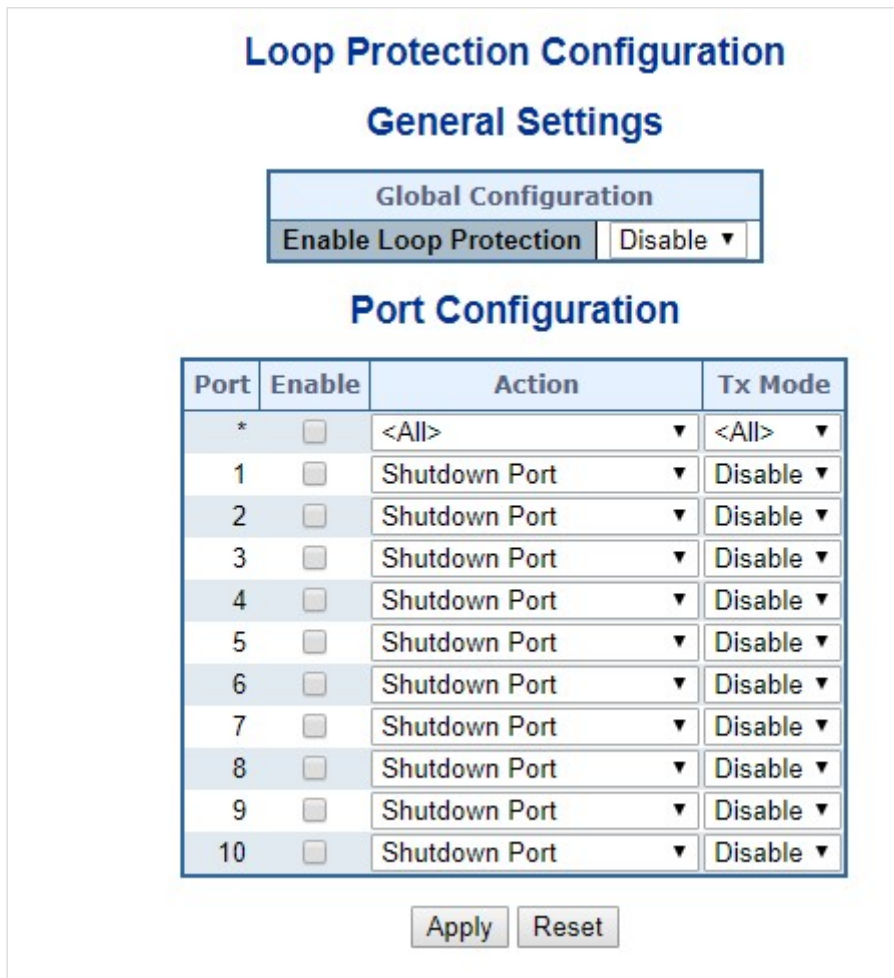 Loop Protection Configuration
General Settings
Global Configuration
Enable Loop Protection Disable
Port Configuration
Port Enable Action Tx Mode
* <All> <All>
1 Shutdown Port Disable
2 Shutdown Port Disable
3 Shutdown Port Disable
4 Shutdown Port Disable
5 Shutdown Port Disable
6 Shutdown Port Disable
7 Shutdown Port Disable
8 Shutdown Port Disable
9 Shutdown Port Disable
10 Shutdown Port Disable
Apply Reset